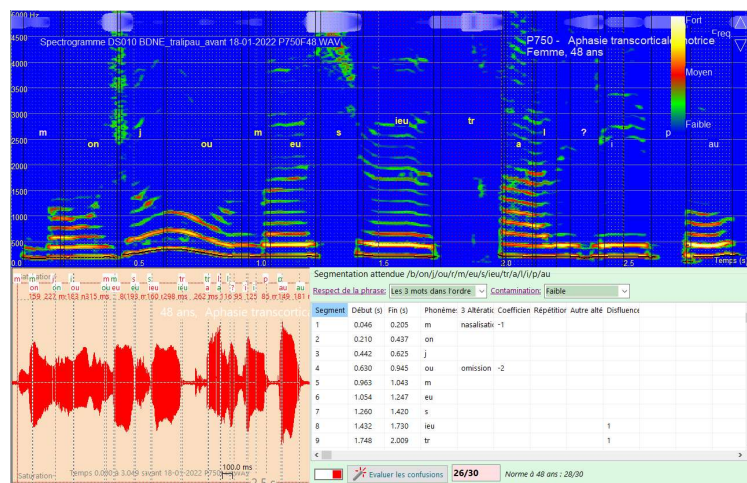 5000 Hz
Fort
4500
Spectrogramme DS010 BDNE_tralipau_avant 18-01-2022 P750F48.WAV
P750 - Aphasie transcorticale motrice
Freq.
Femme, 48 ans
4000
3500
Moyen
3000
Faible
m on j ou m eu s ieu tr a l ? i p au
2500
2000
1500
1000
500
0.0 0.5 1.0 1.5 2.0 2.5 Temps (s)
Segmentation attendue /b/on/j/ou/r/m/eu/s/ieu/tr/a/l/i/p/au
Respect de la phrase: Les 3 mots dans l'ordre Contamination: Faible
48 ans, Aphasie transcortic
Segment Début (s) Fin (s) Phonème: 3 Altératic Coefficien Répétition Autre alté Disfluence
1 0.046 0.205 m nasalisatic -1
2 0.210 0.437 on
3 0.442 0.625 j
4 0.630 0.945 ou omission -2
5 0.963 1.043 m
6 1.054 1.247 eu
7 1.260 1.420 s
8 1.432 1.730 ieu 1
9 1.748 2.009 tr 1
100.0 ms
Saturation
Evaluer les confusions 26/30 Norme à 48 ans : 28/30